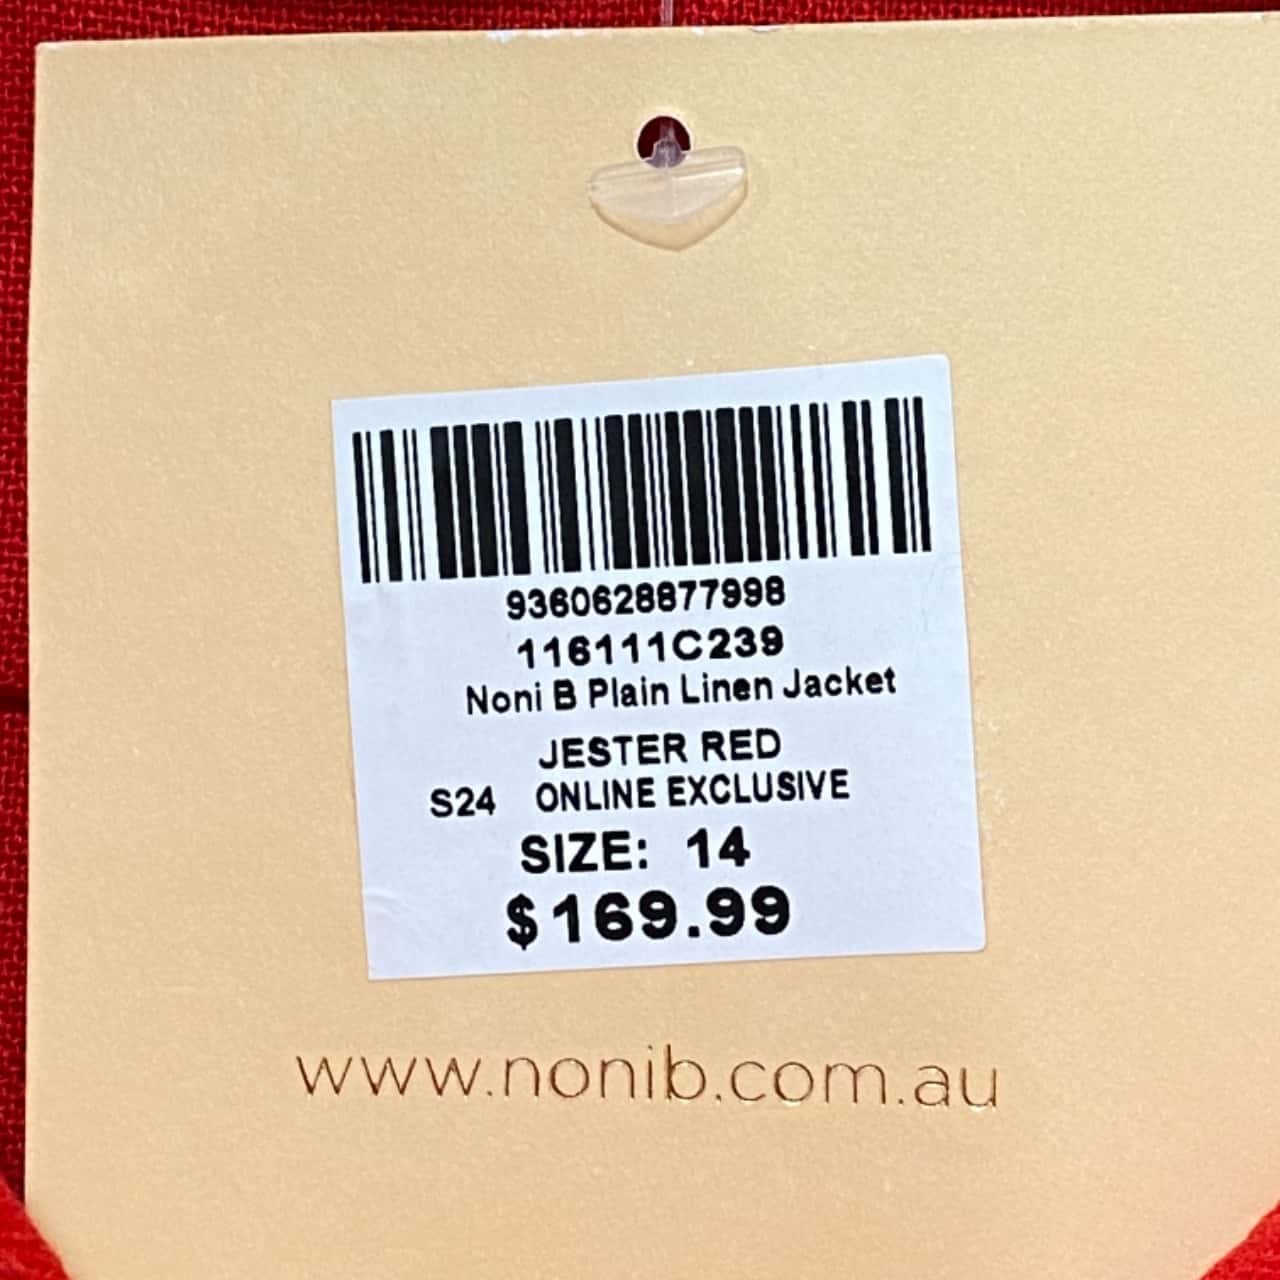 9360628877998
116111C239
Noni B Plain Linen Jacket
JESTER RED
S24 ONLINE EXCLUSIVE
SIZE: 14
$169.99
www.nonib.com.au